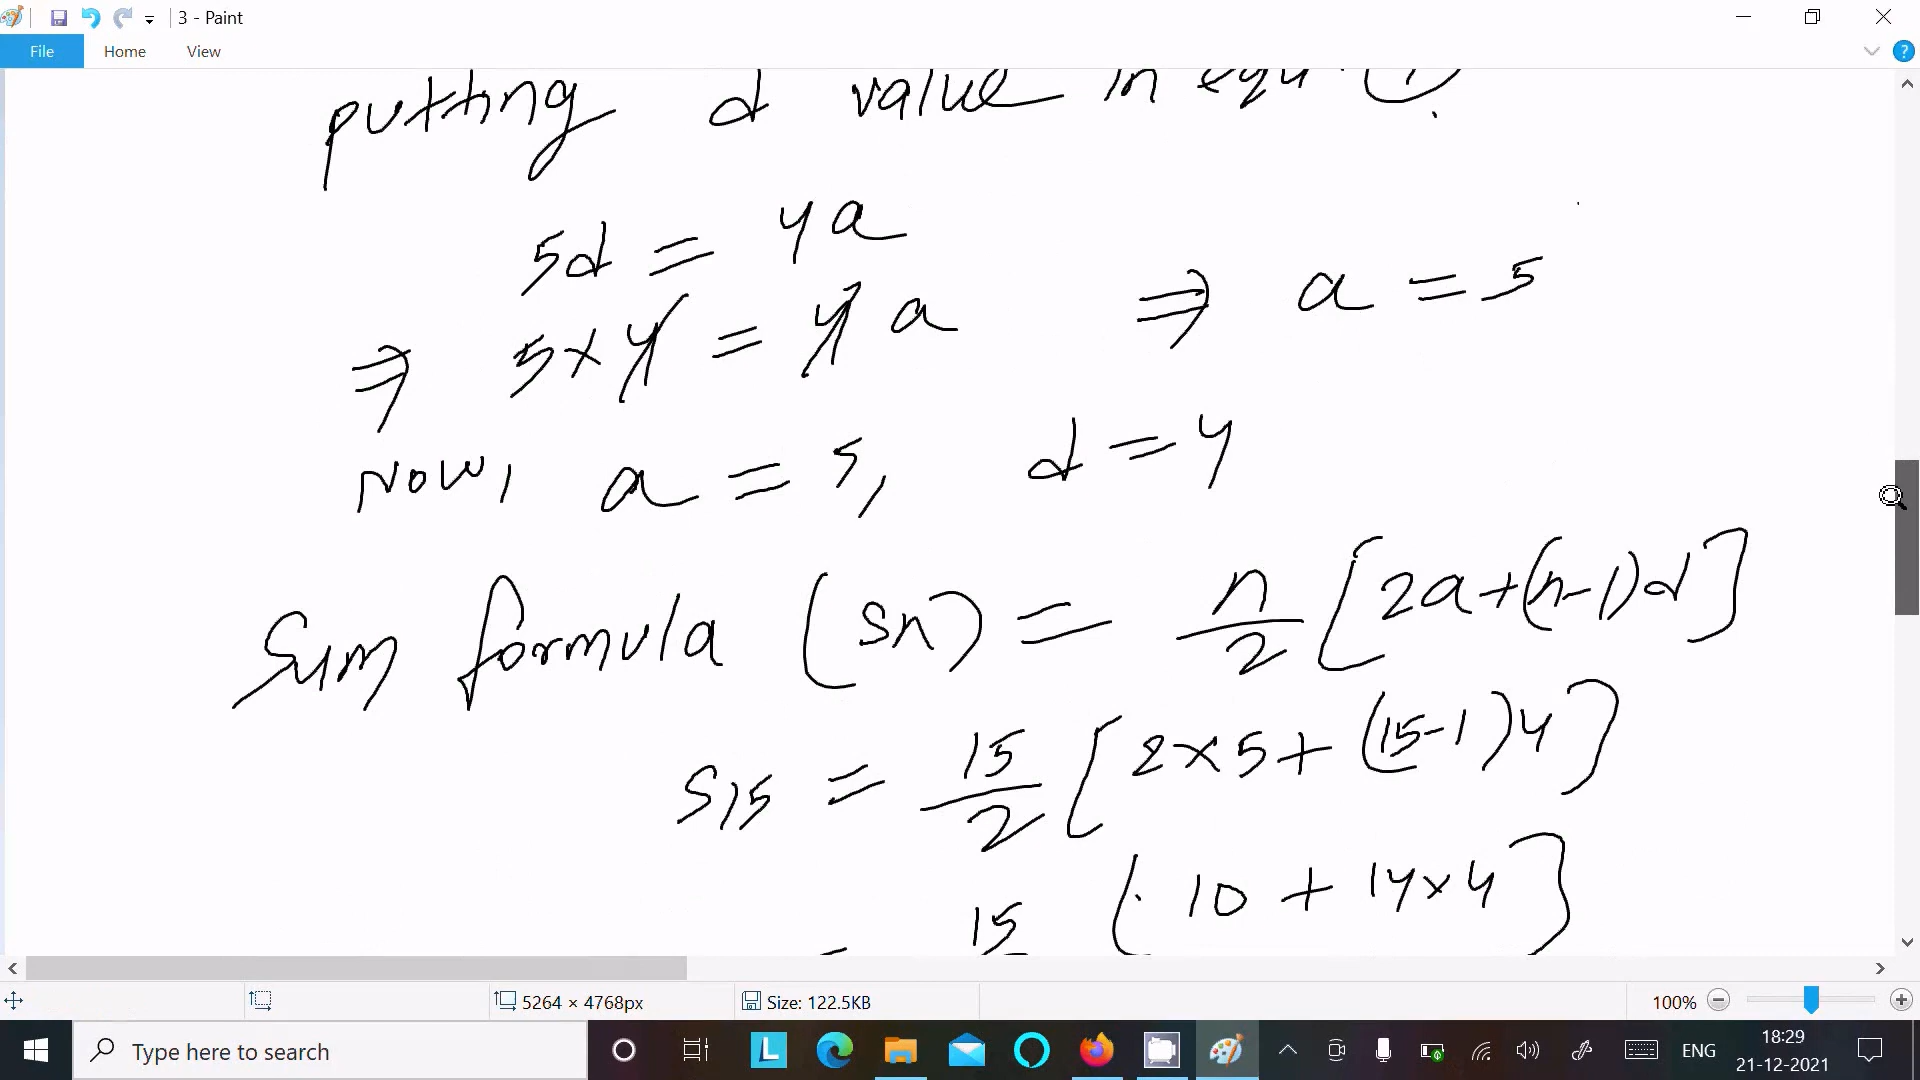 3 - Paint
File Home View
putting d value in equⁿ (1).
5d = 4a
⇒ 5×4 = 4a ⇒ a = 5
Now, a = 5, d = 4
Sum formula (Sn) = n/2 [2a+(n-1)d]
S15 = 15/2 [2×5+(15-1)4]
= 15 [10 + 14×4]
5264 × 4768px Size: 122.5KB 100%
Type here to search
ENG
18:29
21-12-2021